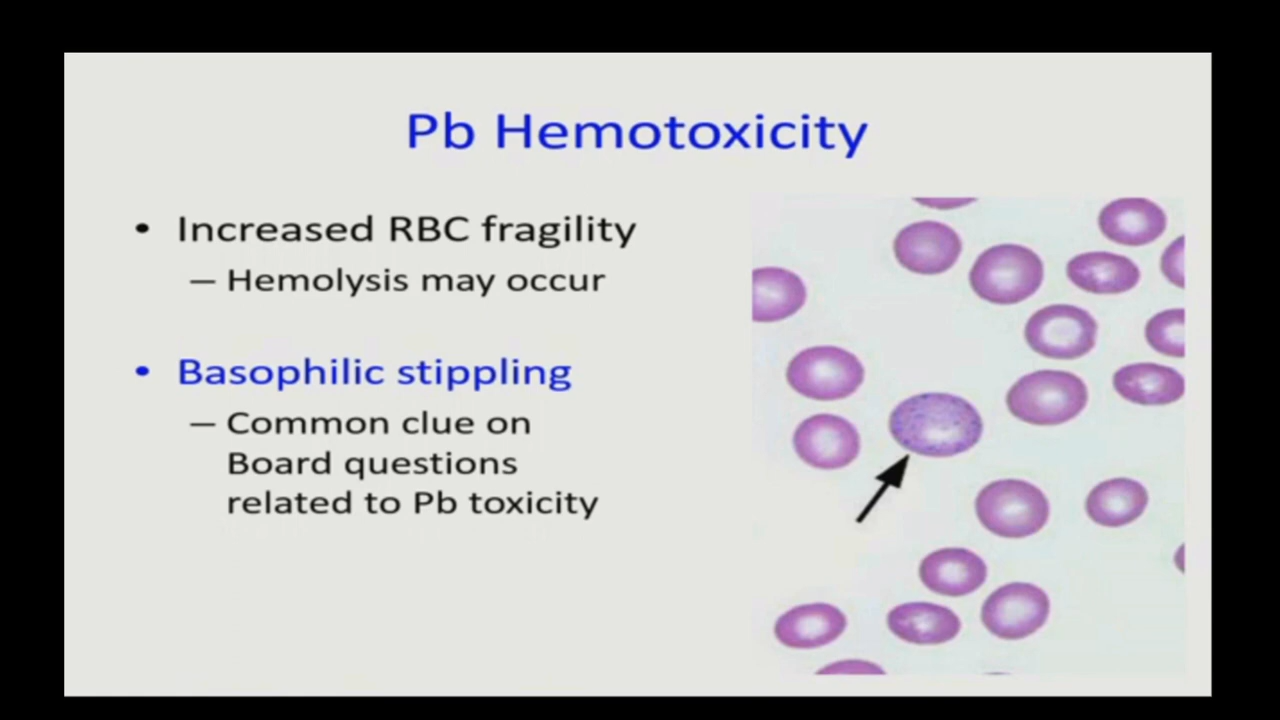 Pb Hemotoxicity
• Increased RBC fragility
– Hemolysis may occur
• Basophilic stippling
– Common clue on
Board questions
related to Pb toxicity